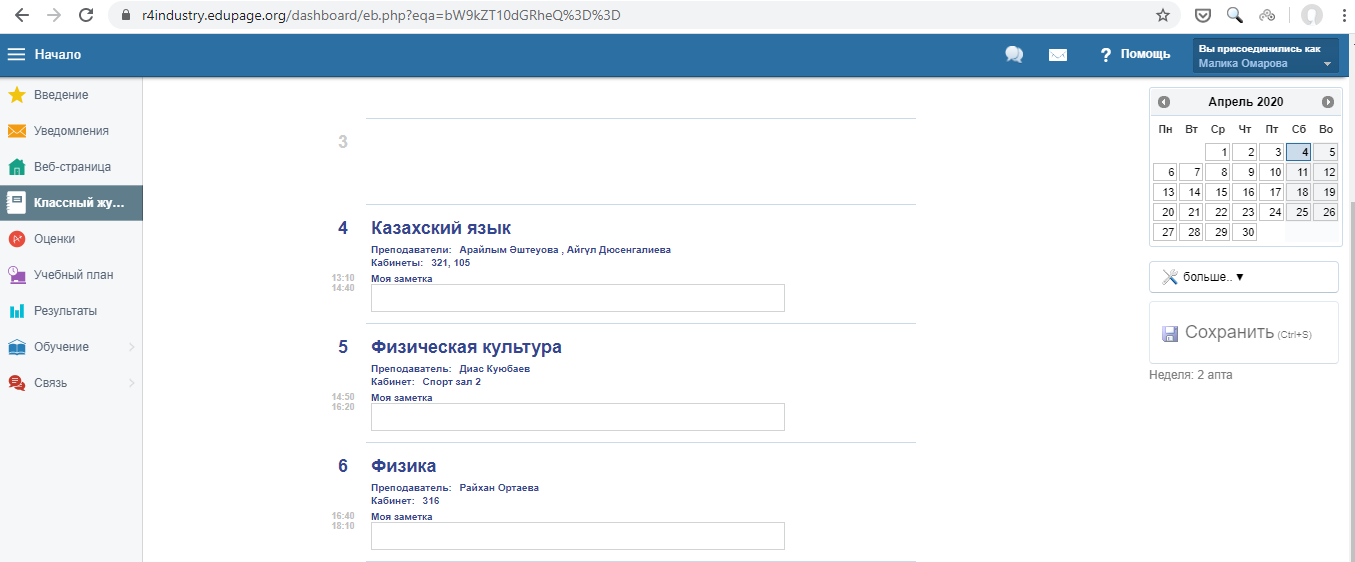 r4industry.edupage.org/dashboard/eb.php?eqa=bW9kZT10dGRheQ%3D%3D
Начало
? Помощь
Вы присоединились как
Малика Омарова
Введение
Уведомления
Веб-страница
Классный жу...
Оценки
Учебный план
Результаты
Обучение
Связь
3
4 Казахский язык
Преподаватели: Арайлым Әштеуова , Айгүл Дюсенгалиева
Кабинеты: 321, 105
13:10
14:40
Моя заметка
5 Физическая культура
Преподаватель: Диас Куюбаев
Кабинет: Спорт зал 2
14:50
16:20
Моя заметка
6 Физика
Преподаватель: Райхан Ортаева
Кабинет: 316
16:40
18:10
Моя заметка
Апрель 2020
Пн Вт Ср Чт Пт Сб Во
1 2 3 4 5
6 7 8 9 10 11 12
13 14 15 16 17 18 19
20 21 22 23 24 25 26
27 28 29 30
больше.. ▼
Сохранить (Ctrl+S)
Неделя: 2 апта